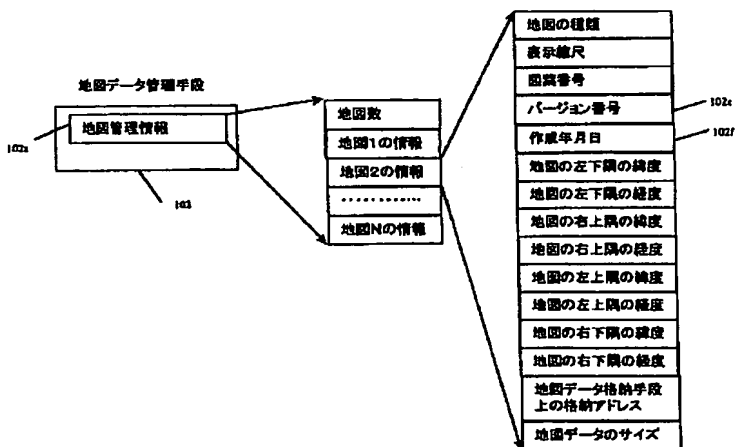 地図データ管理手段
地図管理情報
102a
102
地図数
地図1の情報
地図2の情報
・・・・・・・・・・・・
地図Nの情報
地図の種類
表示縮尺
図葉番号
バージョン番号
102e
作成年月日
102f
地図の左下隅の緯度
地図の左下隅の経度
地図の右上隅の緯度
地図の右上隅の経度
地図の左上隅の緯度
地図の左上隅の経度
地図の右下隅の緯度
地図の右下隅の経度
地図データ格納手段
上の格納アドレス
地図データのサイズ